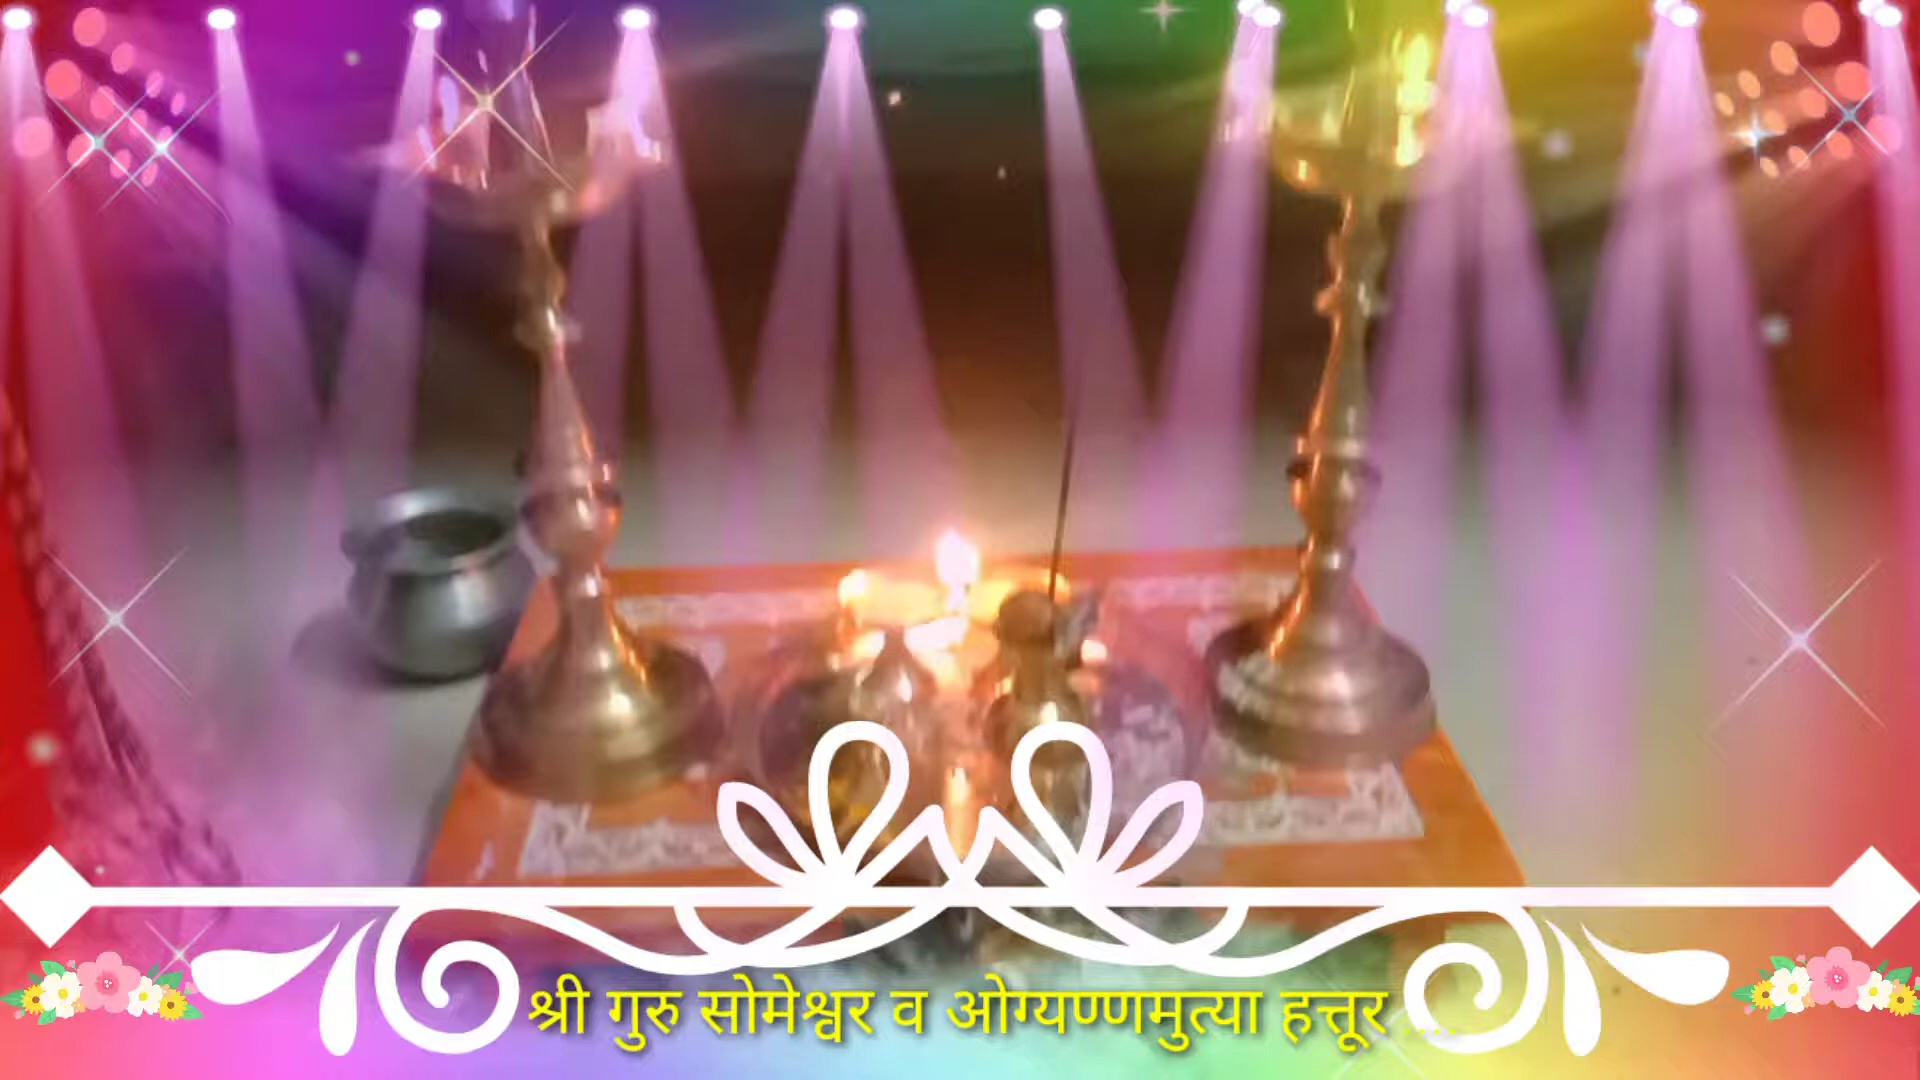 श्री गुरु सोमेश्वर व ओग्यण्णमुत्या हत्तूर ....